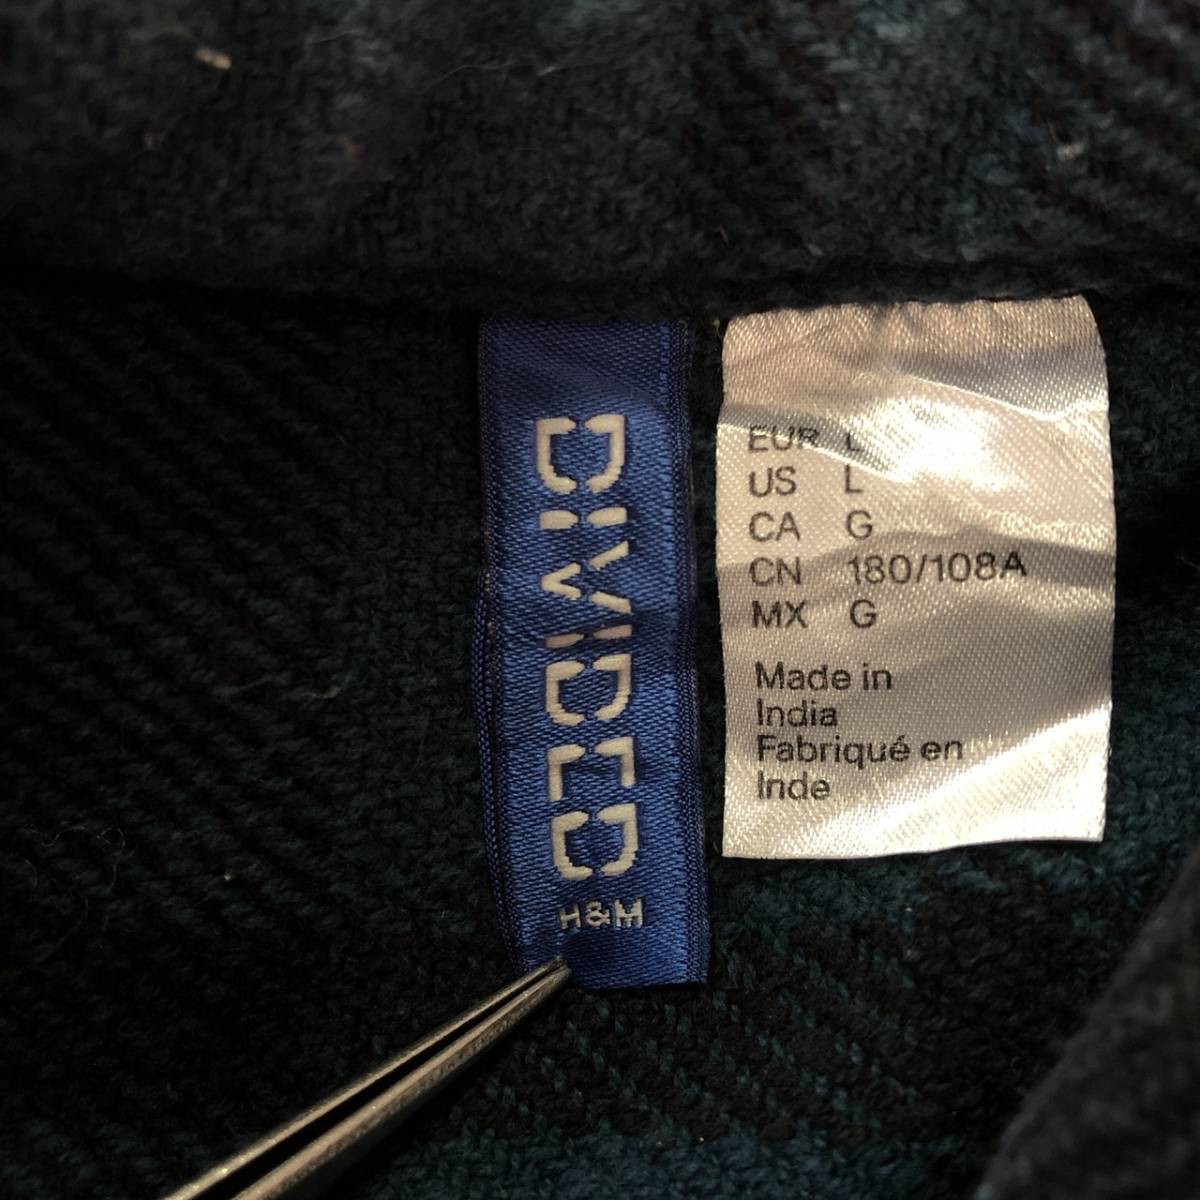 DIVIDED
H&M
EUR L
US L
CA G
CN 180/108A
MX G
Made in
India
Fabriqué en
Inde